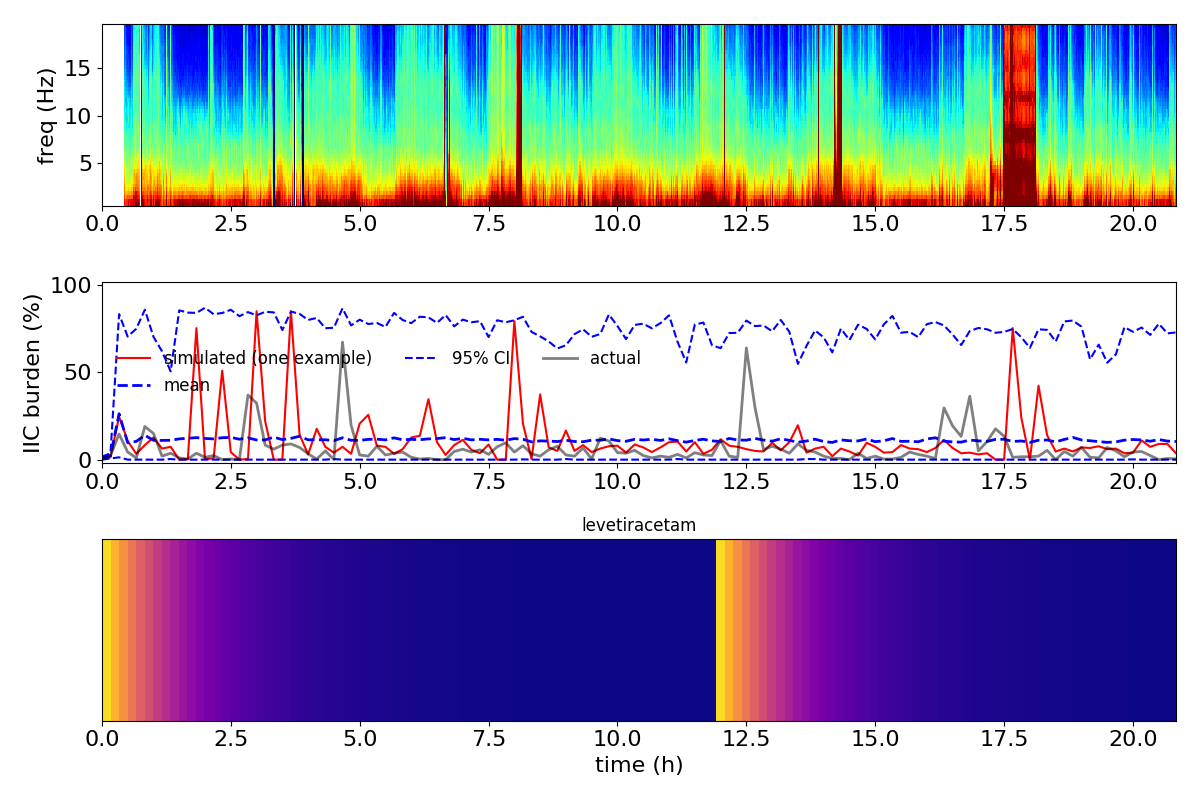 freq (Hz)
15
10
5
0.0 2.5 5.0 7.5 10.0 12.5 15.0 17.5 20.0
IIC burden (%)
100
50
0
simulated (one example) 95% CI actual
mean
0.0 2.5 5.0 7.5 10.0 12.5 15.0 17.5 20.0
levetiracetam
0.0 2.5 5.0 7.5 10.0 12.5 15.0 17.5 20.0
time (h)